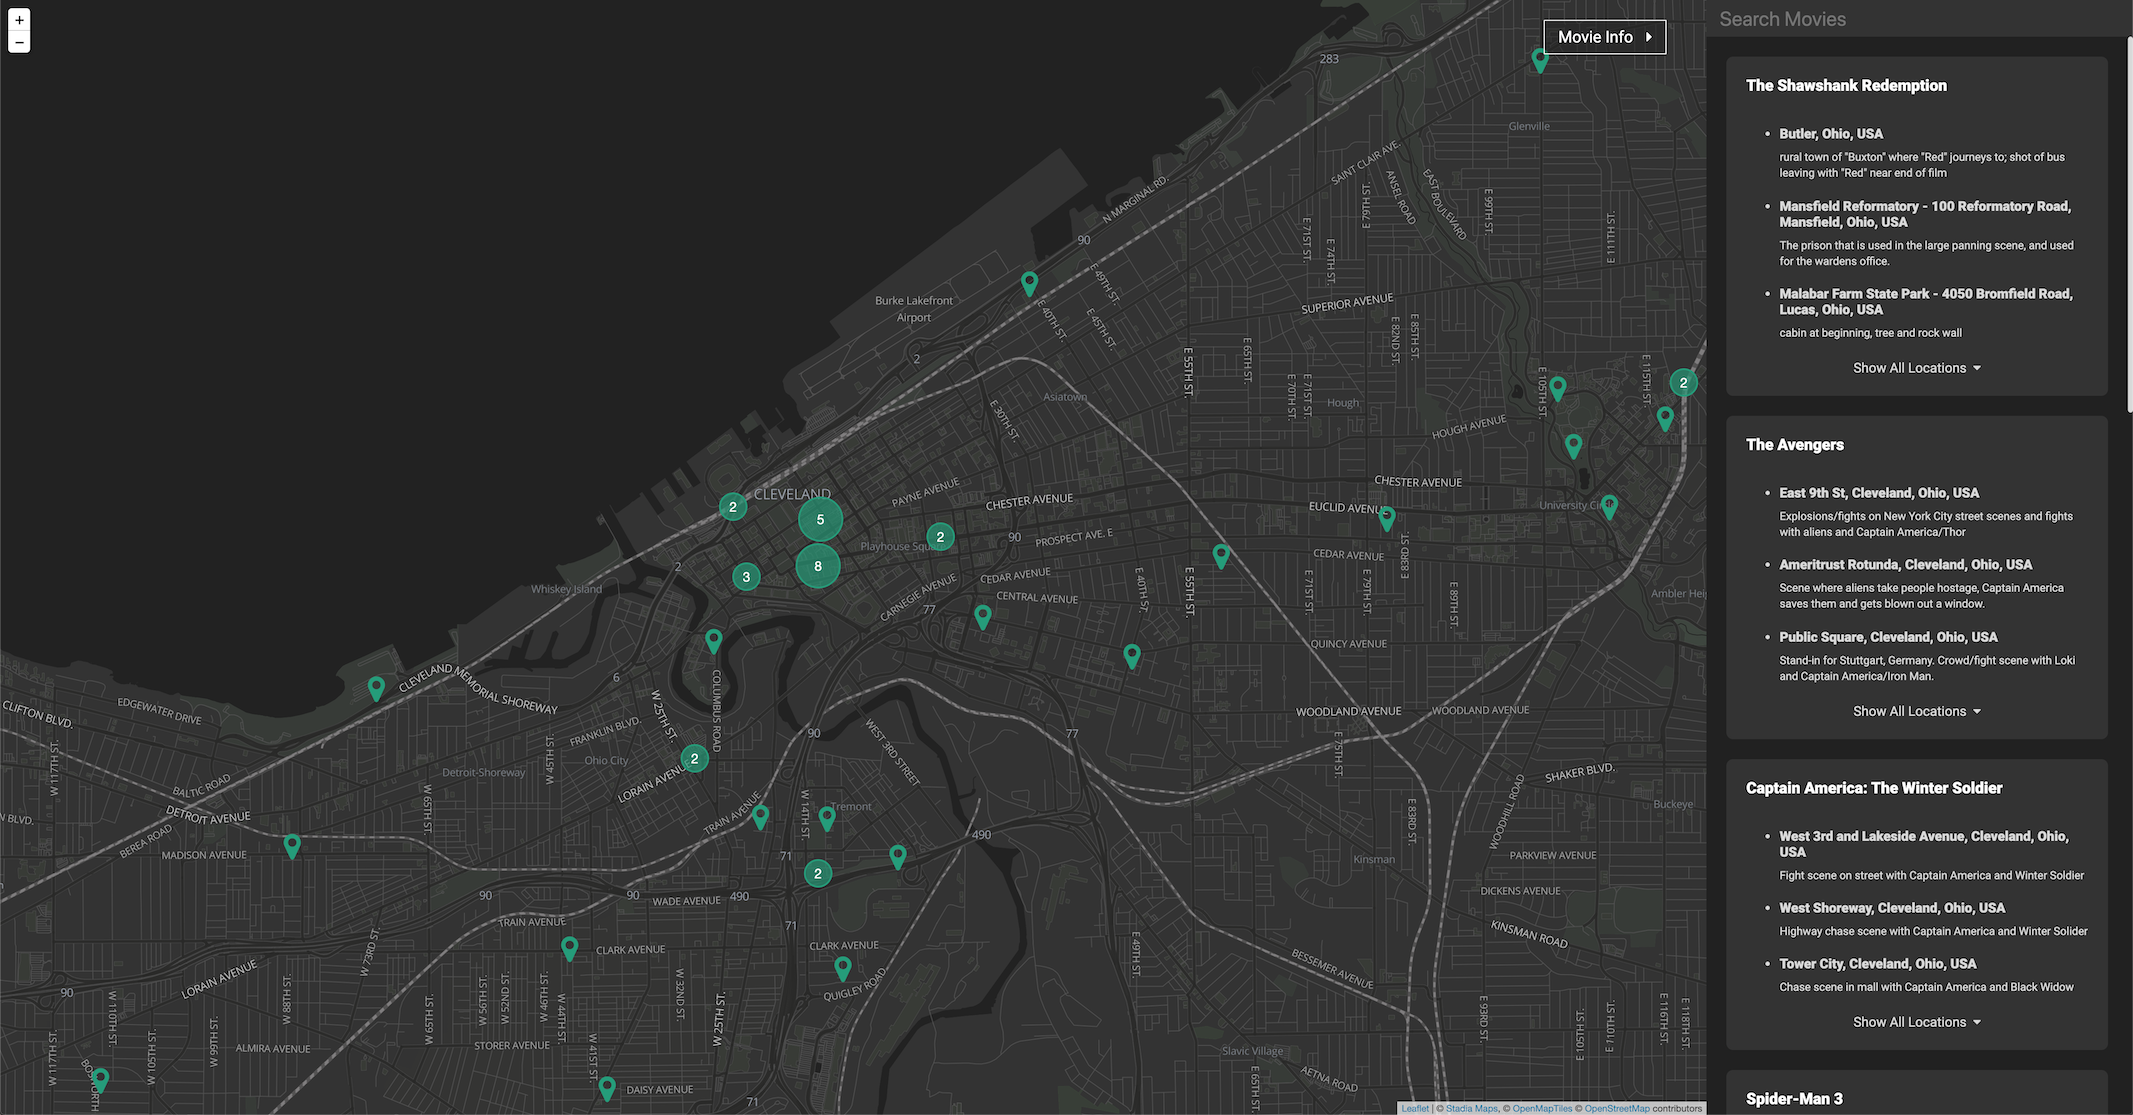 +
−
Movie Info
Search Movies
The Shawshank Redemption
Butler, Ohio, USA
rural town of "Buxton" where "Red" journeys to; shot of bus
leaving with "Red" near end of film
Mansfield Reformatory - 100 Reformatory Road,
Mansfield, Ohio, USA
The prison that is used in the large panning scene, and used
for the wardens office.
Malabar Farm State Park - 4050 Bromfield Road,
Lucas, Ohio, USA
cabin at beginning, tree and rock wall
Show All Locations
The Avengers
East 9th St, Cleveland, Ohio, USA
Explosions/fights on New York City street scenes and fights
with aliens and Captain America/Thor
Ameritrust Rotunda, Cleveland, Ohio, USA
Scene where aliens take people hostage, Captain America
saves them and gets blown out a window.
Public Square, Cleveland, Ohio, USA
Stand-in for Stuttgart, Germany. Crowd/fight scene with Loki
and Captain America/Iron Man.
Show All Locations
Captain America: The Winter Soldier
West 3rd and Lakeside Avenue, Cleveland, Ohio,
USA
Fight scene on street with Captain America and Winter Soldier
West Shoreway, Cleveland, Ohio, USA
Highway chase scene with Captain America and Winter Solider
Tower City, Cleveland, Ohio, USA
Chase scene in mall with Captain America and Black Widow
Show All Locations
Spider-Man 3
283
Glenville
SAINT CLAIR AVE.
ANSEL ROAD
EAST BOULEVARD
E 99TH ST.
E 111TH ST.
E 79TH ST.
E 71ST ST.
E 74TH ST.
N MARGINAL RD.
90
E 49TH ST.
E 40TH ST.
E 45TH ST.
Burke Lakefront
Airport
2
SUPERIOR AVENUE
E 82ND ST.
E 85TH ST.
E 55TH ST.
E 65TH ST.
E 70TH ST.
E 71ST ST.
E 105TH ST.
E 115TH ST.
2
Asiatown
Hough
E 30TH ST.
HOUGH AVENUE
CLEVELAND
2
5
PAYNE AVENUE
CHESTER AVENUE
CHESTER AVENUE
EUCLID AVENU
University Ci
Playhouse Squ
2
90
PROSPECT AVE. E
8
3
2
CEDAR AVENUE
CEDAR AVENUE
E 83RD ST.
Whiskey Island
CARNEGIE AVENUE
CENTRAL AVENUE
77
E 40TH ST.
E 55TH ST.
E 71ST ST.
E 79TH ST.
E 89TH ST.
Ambler Hei
QUINCY AVENUE
6
CLEVELAND MEMORIAL SHOREWAY
EDGEWATER DRIVE
CLIFTON BLVD.
W 25TH ST.
COLUMBUS ROAD
WOODLAND AVENUE
WOODLAND AVENUE
FRANKLIN BLVD.
90
WEST 3RD STREET
77
W 117TH ST.
W 45TH ST.
Ohio City
2
Detroit-Shoreway
LORAIN AVENUE
E 75TH ST.
SHAKER BLVD.
BALTIC ROAD
W 65TH ST.
DETROIT AVENUE
N BLVD.
BEREA ROAD
MADISON AVENUE
TRAIN AVENUE
W 14TH ST.
Tremont
490
E 83RD ST.
WOODHILL ROAD
Buckeye
71
2
Kinsman
PARKVIEW AVENUE
DICKENS AVENUE
90
90
WADE AVENUE
490
TRAIN AVENUE
71
KINSMAN ROAD
W 73RD ST.
CLARK AVENUE
CLARK AVENUE
E 49TH ST.
LORAIN AVENUE
BESSEMER AVENUE
90
W 110TH ST.
W 88TH ST.
W 65TH ST.
W 56TH ST.
W 52ND ST.
W 46TH ST.
W 44TH ST.
W 32ND ST.
W 25TH ST.
QUIGLEY ROAD
E 93RD ST.
E 105TH ST.
E 110TH ST.
E 116TH ST.
E 118TH ST.
W 117TH ST.
W 105TH ST.
W 99TH ST.
ALMIRA AVENUE
STORER AVENUE
W 41ST ST.
Slavic Village
E 65TH ST.
AETNA ROAD
DAISY AVENUE
71
Leaflet | © Stadia Maps, © OpenMapTiles © OpenStreetMap contributors